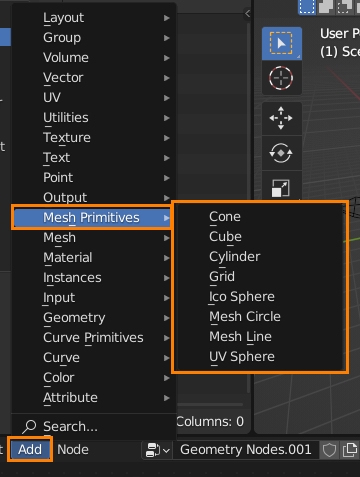 Layout
Group
Volume
Vector
UV
Utilities
Texture
Text
Point
Output
Mesh Primitives
Mesh
Material
Instances
Input
Geometry
Curve Primitives
Curve
Color
Attribute
Search...
Cone
Cube
Cylinder
Grid
Ico Sphere
Mesh Circle
Mesh Line
UV Sphere
User P
(1) Sce
Columns: 0
Add
Node
Geometry Nodes.001